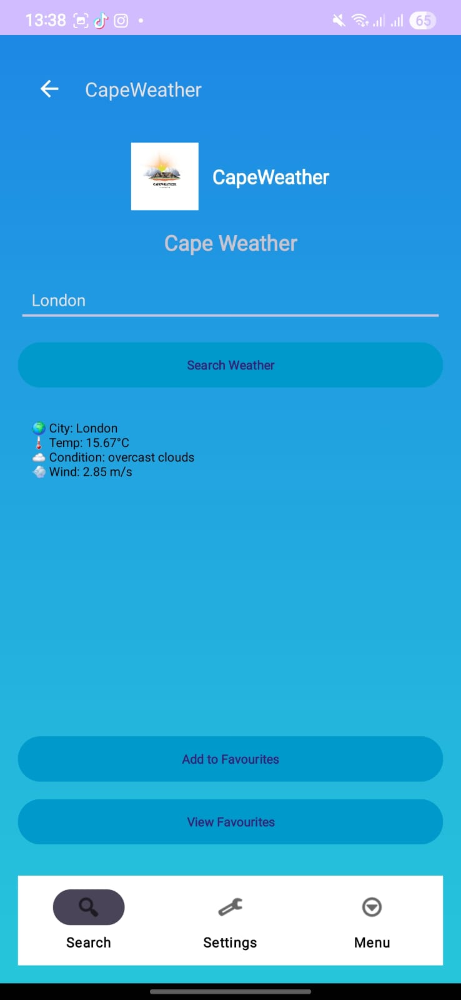 13:38
65
CapeWeather
CAPEWEATHER
CapeWeather
Cape Weather
London
Search Weather
🌍 City: London
🌡️ Temp: 15.67°C
☁️ Condition: overcast clouds
💨 Wind: 2.85 m/s
Add to Favourites
View Favourites
Search
Settings
Menu